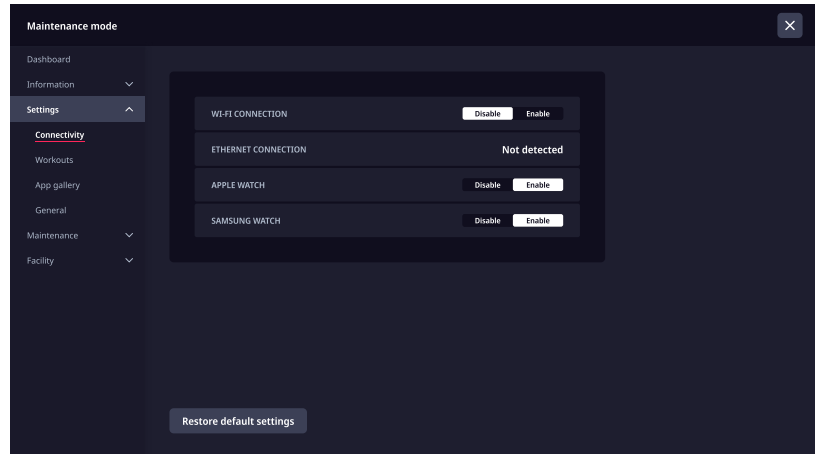 Maintenance mode
Dashboard
Information
Settings
Connectivity
Workouts
App gallery
General
Maintenance
Facility
WI-FI CONNECTION Disable Enable
ETHERNET CONNECTION Not detected
APPLE WATCH Disable Enable
SAMSUNG WATCH Disable Enable
Restore default settings